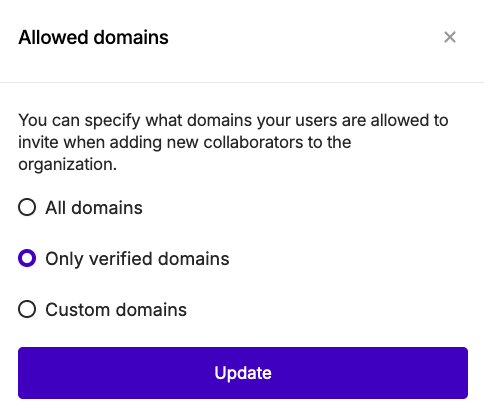 Allowed domains
You can specify what domains your users are allowed to
invite when adding new collaborators to the
organization.
All domains
Only verified domains
Custom domains
Update